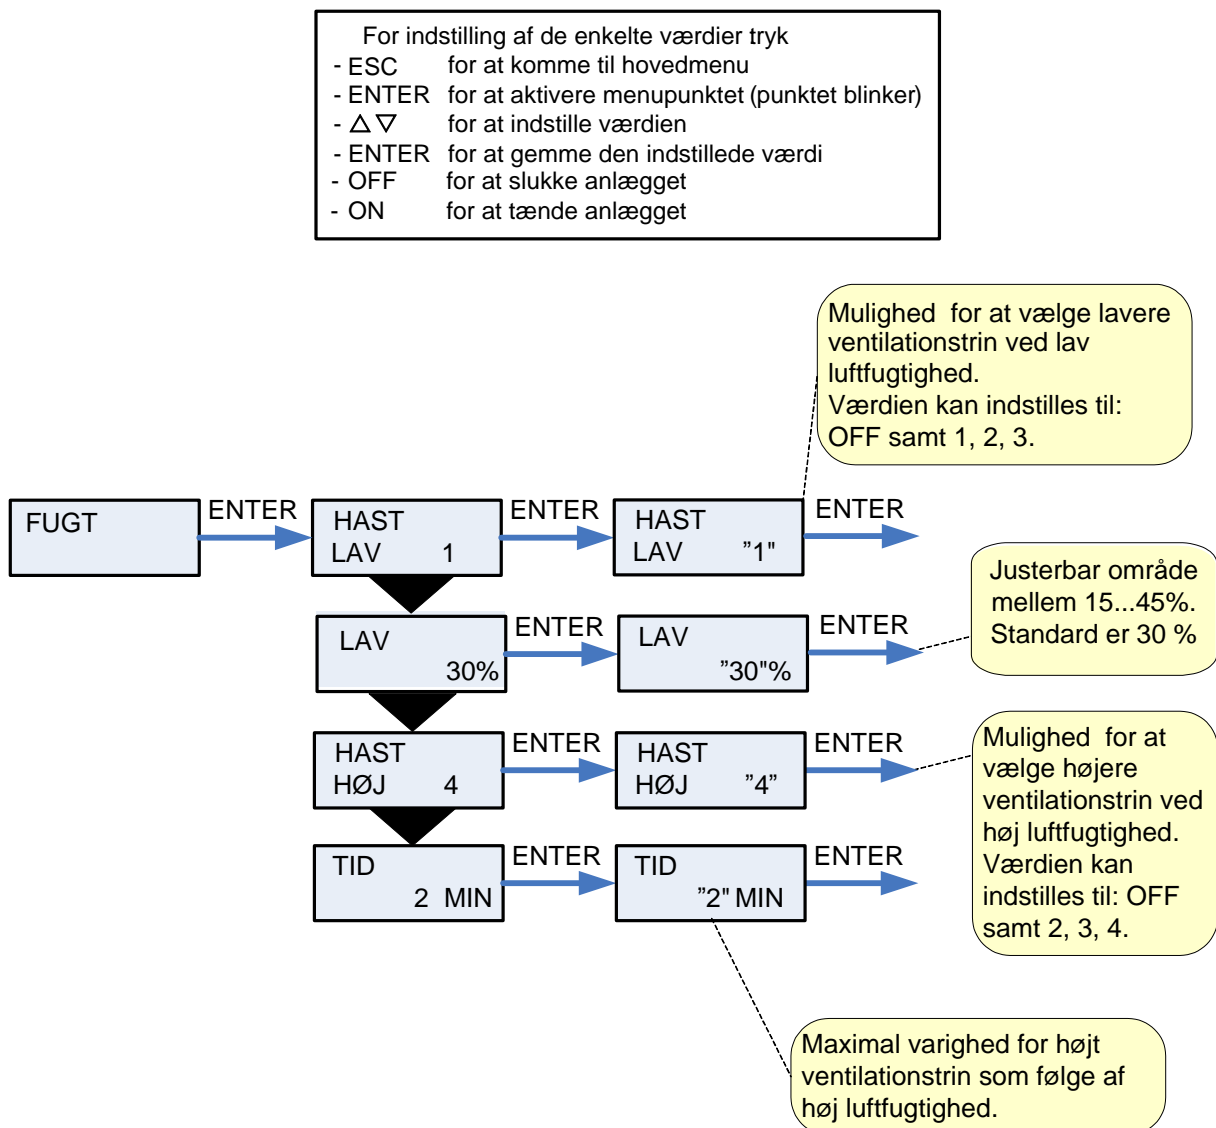 For indstilling af de enkelte værdier tryk
- ESC for at komme til hovedmenu
- ENTER for at aktivere menupunktet (punktet blinker)
- △▽ for at indstille værdien
- ENTER for at gemme den indstillede værdi
- OFF for at slukke anlægget
- ON for at tænde anlægget
Mulighed for at vælge lavere
ventilationstrin ved lav
luftfugtighed.
Værdien kan indstilles til:
OFF samt 1, 2, 3.
FUGT
ENTER
HAST
LAV 1
ENTER
HAST
LAV ”1"
ENTER
LAV
30%
ENTER
LAV
”30"%
ENTER
Justerbar område
mellem 15...45%.
Standard er 30 %
HAST
HØJ 4
ENTER
HAST
HØJ ”4”
ENTER
Mulighed for at
vælge højere
ventilationstrin ved
høj luftfugtighed.
Værdien kan
indstilles til: OFF
samt 2, 3, 4.
TID
2 MIN
ENTER
TID
”2" MIN
ENTER
Maximal varighed for højt
ventilationstrin som følge af
høj luftfugtighed.